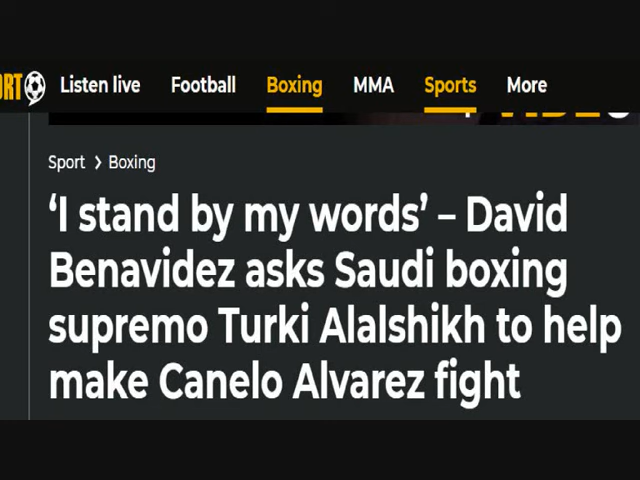 ORT Listen live Football Boxing MMA Sports More
Sport > Boxing
‘I stand by my words’ – David
Benavidez asks Saudi boxing
supremo Turki Alalshikh to help
make Canelo Alvarez fight